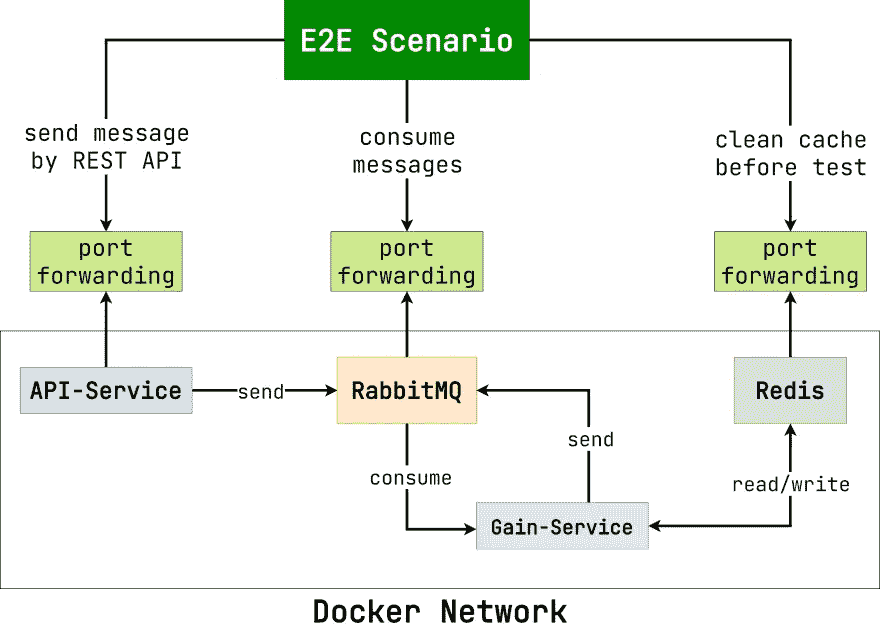 E2E Scenario
send message
by REST API
consume
messages
clean cache
before test
port
forwarding
port
forwarding
port
forwarding
API-Service
send
RabbitMQ
Redis
send
consume
read/write
Gain-Service
Docker Network